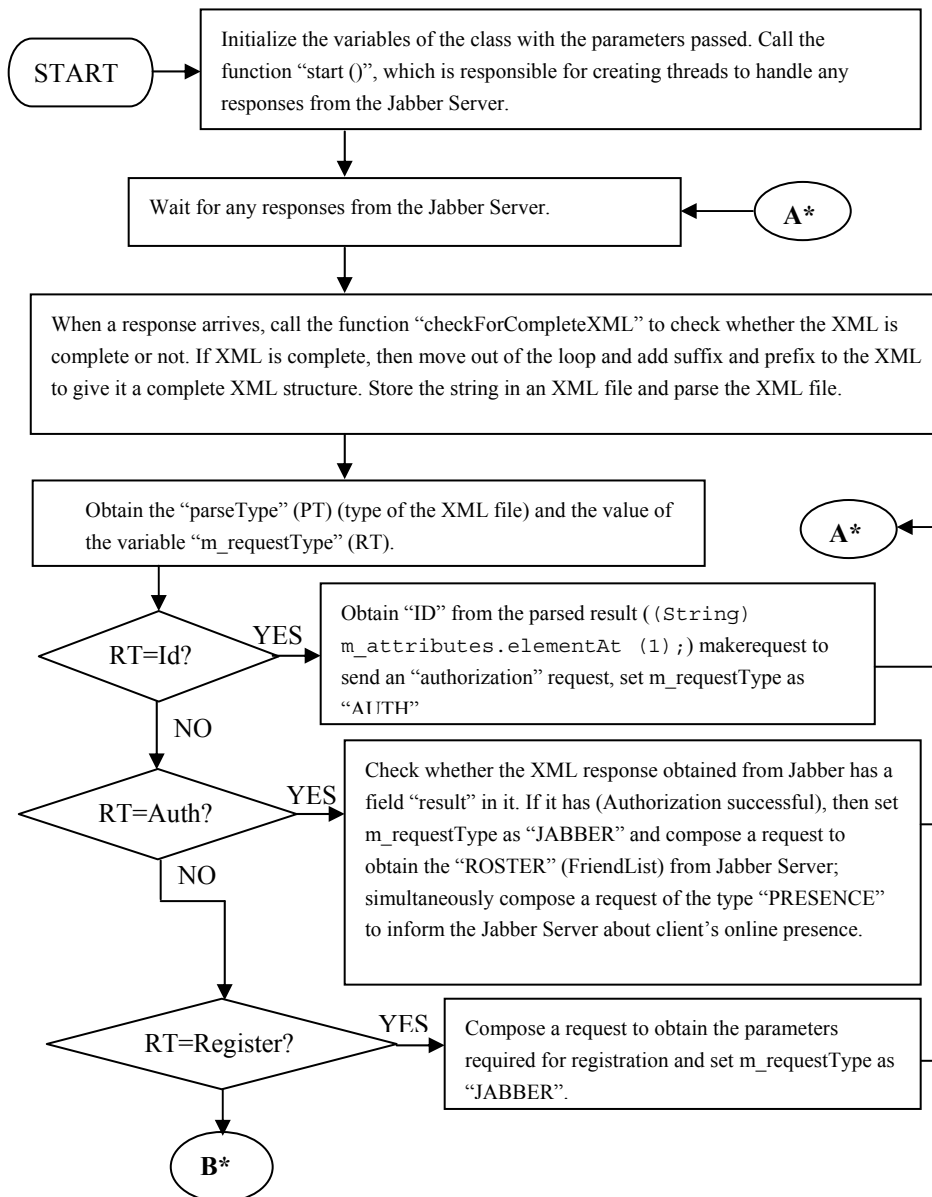 START
Initialize the variables of the class with the parameters passed. Call the
function “start ()”, which is responsible for creating threads to handle any
responses from the Jabber Server.
Wait for any responses from the Jabber Server.
A*
When a response arrives, call the function “checkForCompleteXML” to check whether the XML is
complete or not. If XML is complete, then move out of the loop and add suffix and prefix to the XML
to give it a complete XML structure. Store the string in an XML file and parse the XML file.
Obtain the “parseType” (PT) (type of the XML file) and the value of
the variable “m_requestType” (RT).
A*
RT=Id?
YES
Obtain “ID” from the parsed result ((String)
m_attributes.elementAt (1);) makerequest to
send an “authorization” request, set m_requestType as
“AUTH”
NO
RT=Auth?
YES
Check whether the XML response obtained from Jabber has a
field “result” in it. If it has (Authorization successful), then set
m_requestType as “JABBER” and compose a request to
obtain the “ROSTER” (FriendList) from Jabber Server;
simultaneously compose a request of the type “PRESENCE”
to inform the Jabber Server about client’s online presence.
NO
RT=Register?
YES
Compose a request to obtain the parameters
required for registration and set m_requestType as
“JABBER”.
B*